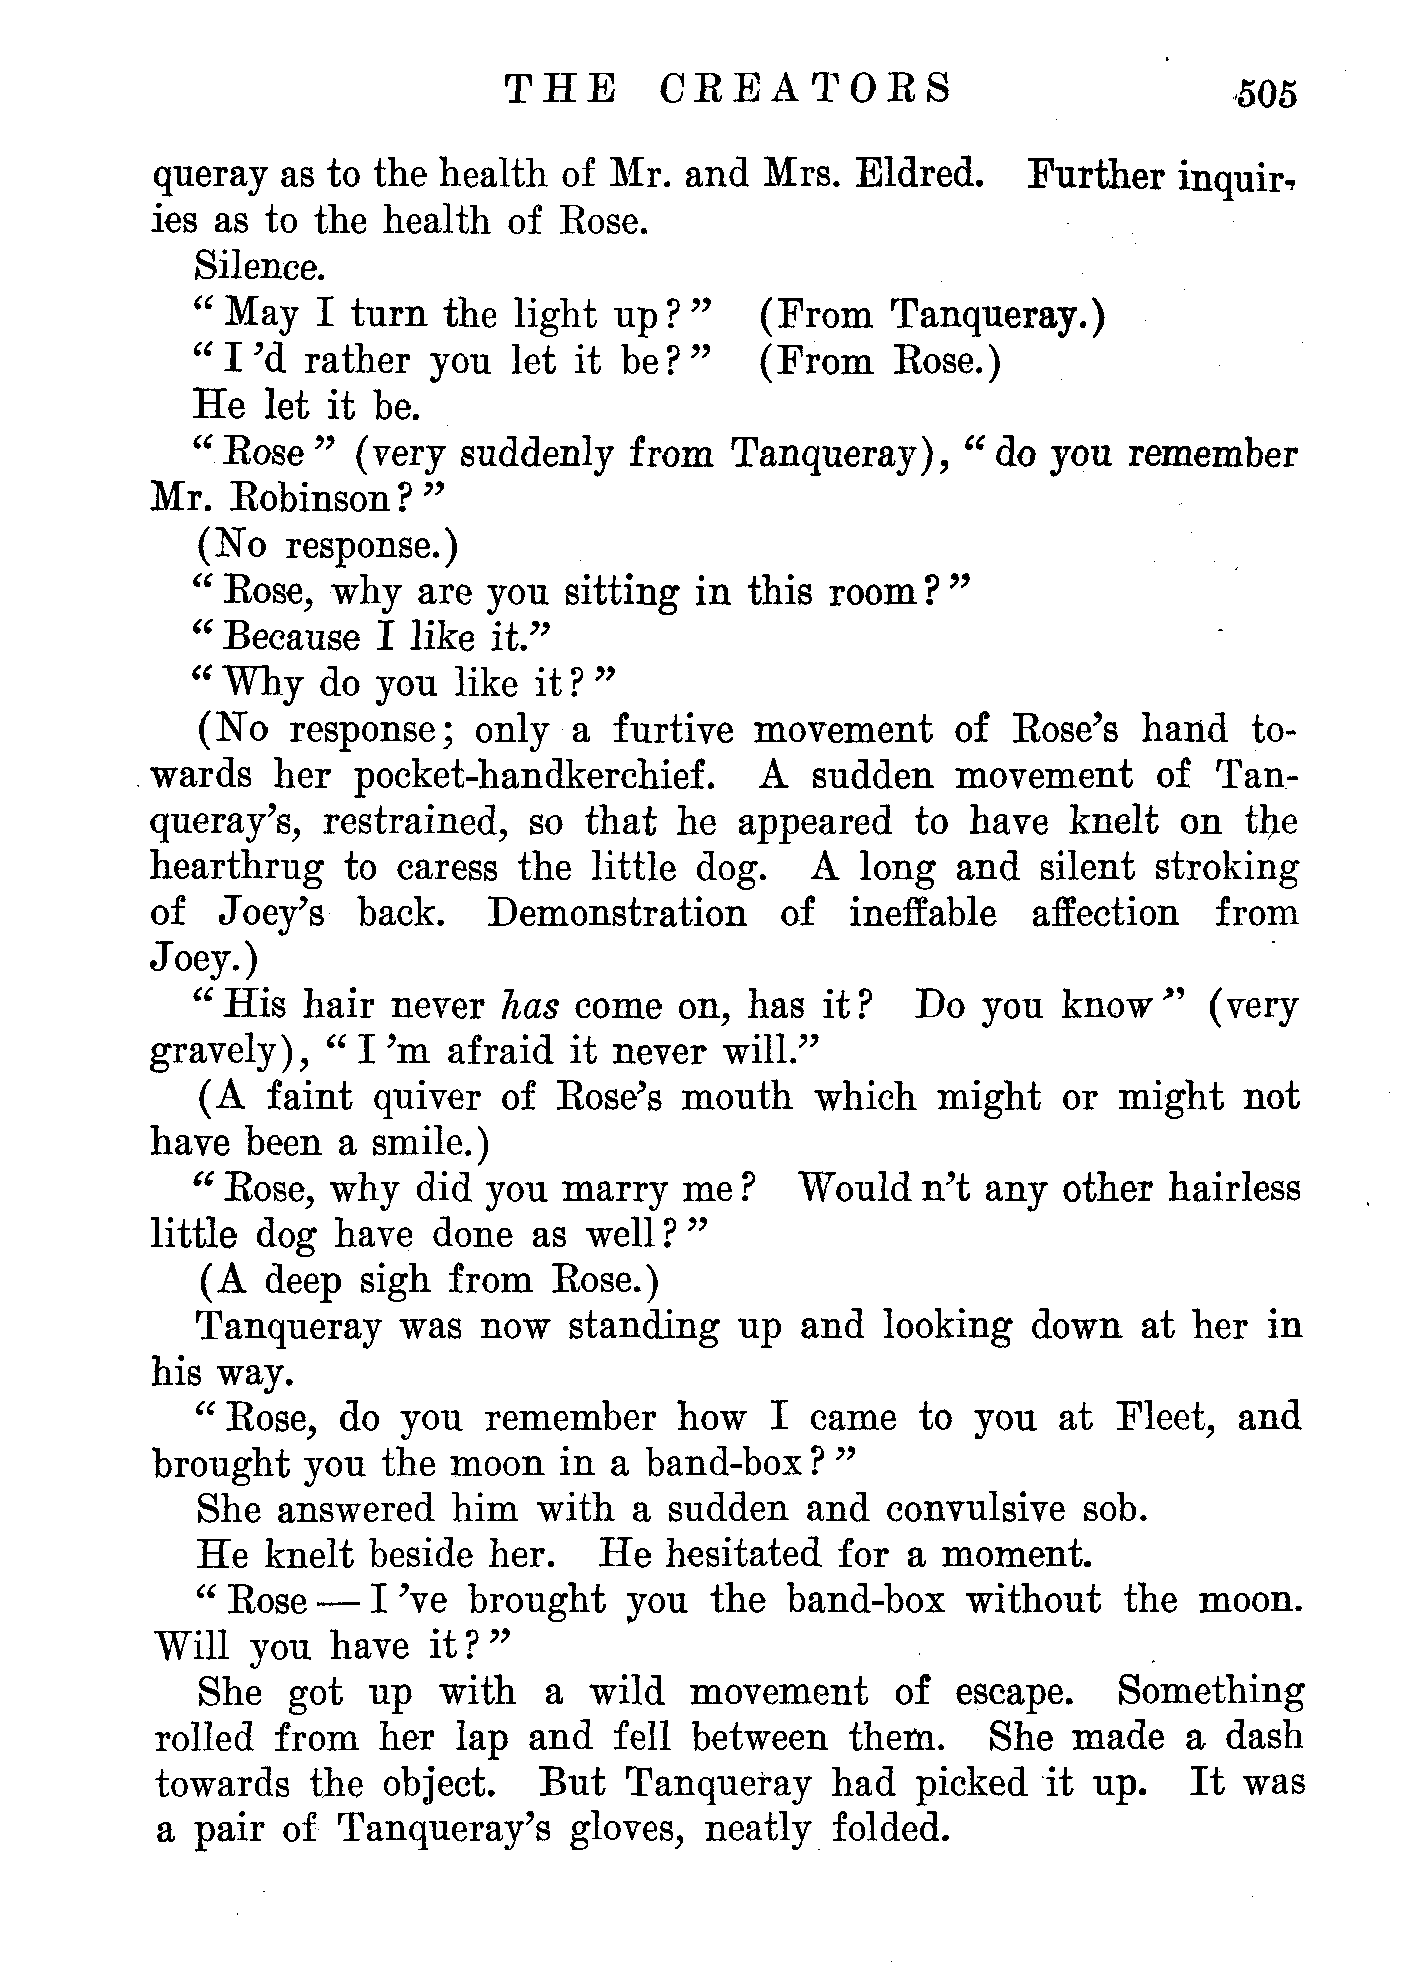 THE CREATORS 505
queray as to the health of Mr. and Mrs. Eldred. Further inquir-
ies as to the health of Rose.
Silence.
“ May I turn the light up? ” (From Tanqueray.)
“ I ’d rather you let it be? ” (From Rose.)
He let it be.
“ Rose ” (very suddenly from Tanqueray), “ do you remember
Mr. Robinson? ”
(No response.)
“ Rose, why are you sitting in this room? ”
“ Because I like it.”
“ Why do you like it? ”
(No response; only a furtive movement of Rose’s hand to-
wards her pocket-handkerchief. A sudden movement of Tan-
queray’s, restrained, so that he appeared to have knelt on the
hearthrug to caress the little dog. A long and silent stroking
of Joey’s back. Demonstration of ineffable affection from
Joey.)
“ His hair never has come on, has it? Do you know ” (very
gravely), “ I ’m afraid it never will.”
(A faint quiver of Rose’s mouth which might or might not
have been a smile.)
“ Rose, why did you marry me? Would n’t any other hairless
little dog have done as well? ”
(A deep sigh from Rose.)
Tanqueray was now standing up and looking down at her in
his way.
“ Rose, do you remember how I came to you at Fleet, and
brought you the moon in a band-box? ”
She answered him with a sudden and convulsive sob.
He knelt beside her. He hesitated for a moment.
“ Rose — I ’ve brought you the band-box without the moon.
Will you have it? ”
She got up with a wild movement of escape. Something
rolled from her lap and fell between them. She made a dash
towards the object. But Tanqueray had picked it up. It was
a pair of Tanqueray’s gloves, neatly folded.